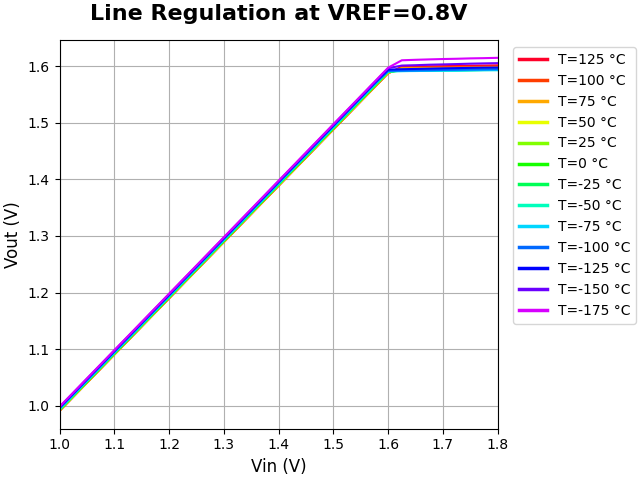 Line Regulation at VREF=0.8V
Vout (V)
1.6
1.5
1.4
1.3
1.2
1.1
1.0
1.0 1.1 1.2 1.3 1.4 1.5 1.6 1.7 1.8
Vin (V)
T=125 °C
T=100 °C
T=75 °C
T=50 °C
T=25 °C
T=0 °C
T=-25 °C
T=-50 °C
T=-75 °C
T=-100 °C
T=-125 °C
T=-150 °C
T=-175 °C